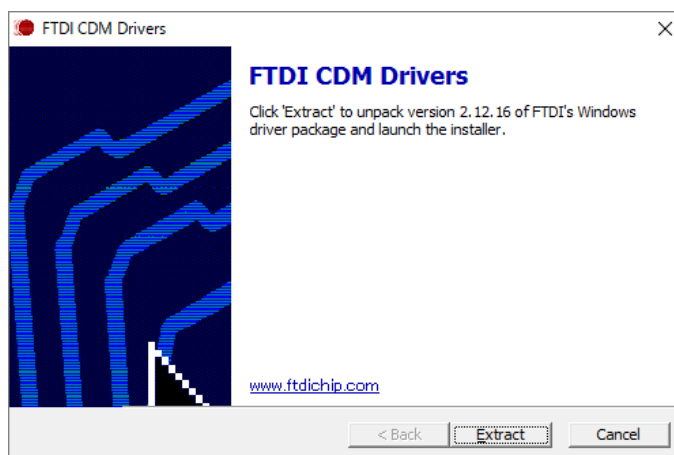 FTDI CDM Drivers
FTDI CDM Drivers
Click 'Extract' to unpack version 2.12.16 of FTDI's Windows
driver package and launch the installer.
www.ftdichip.com
< Back
Extract
Cancel